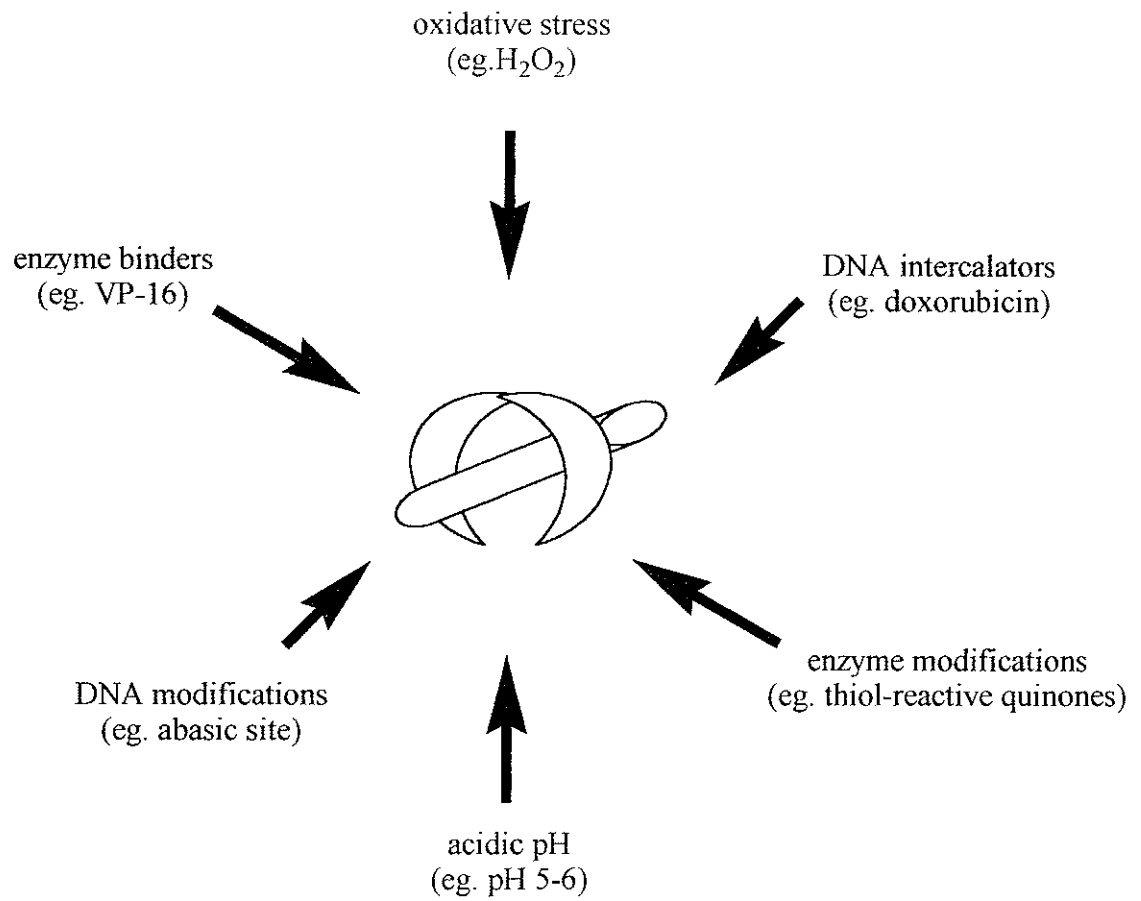 oxidative stress
(eg.H₂O₂)
enzyme binders
(eg. VP-16)
DNA intercalators
(eg. doxorubicin)
DNA modifications
(eg. abasic site)
enzyme modifications
(eg. thiol-reactive quinones)
acidic pH
(eg. pH 5-6)